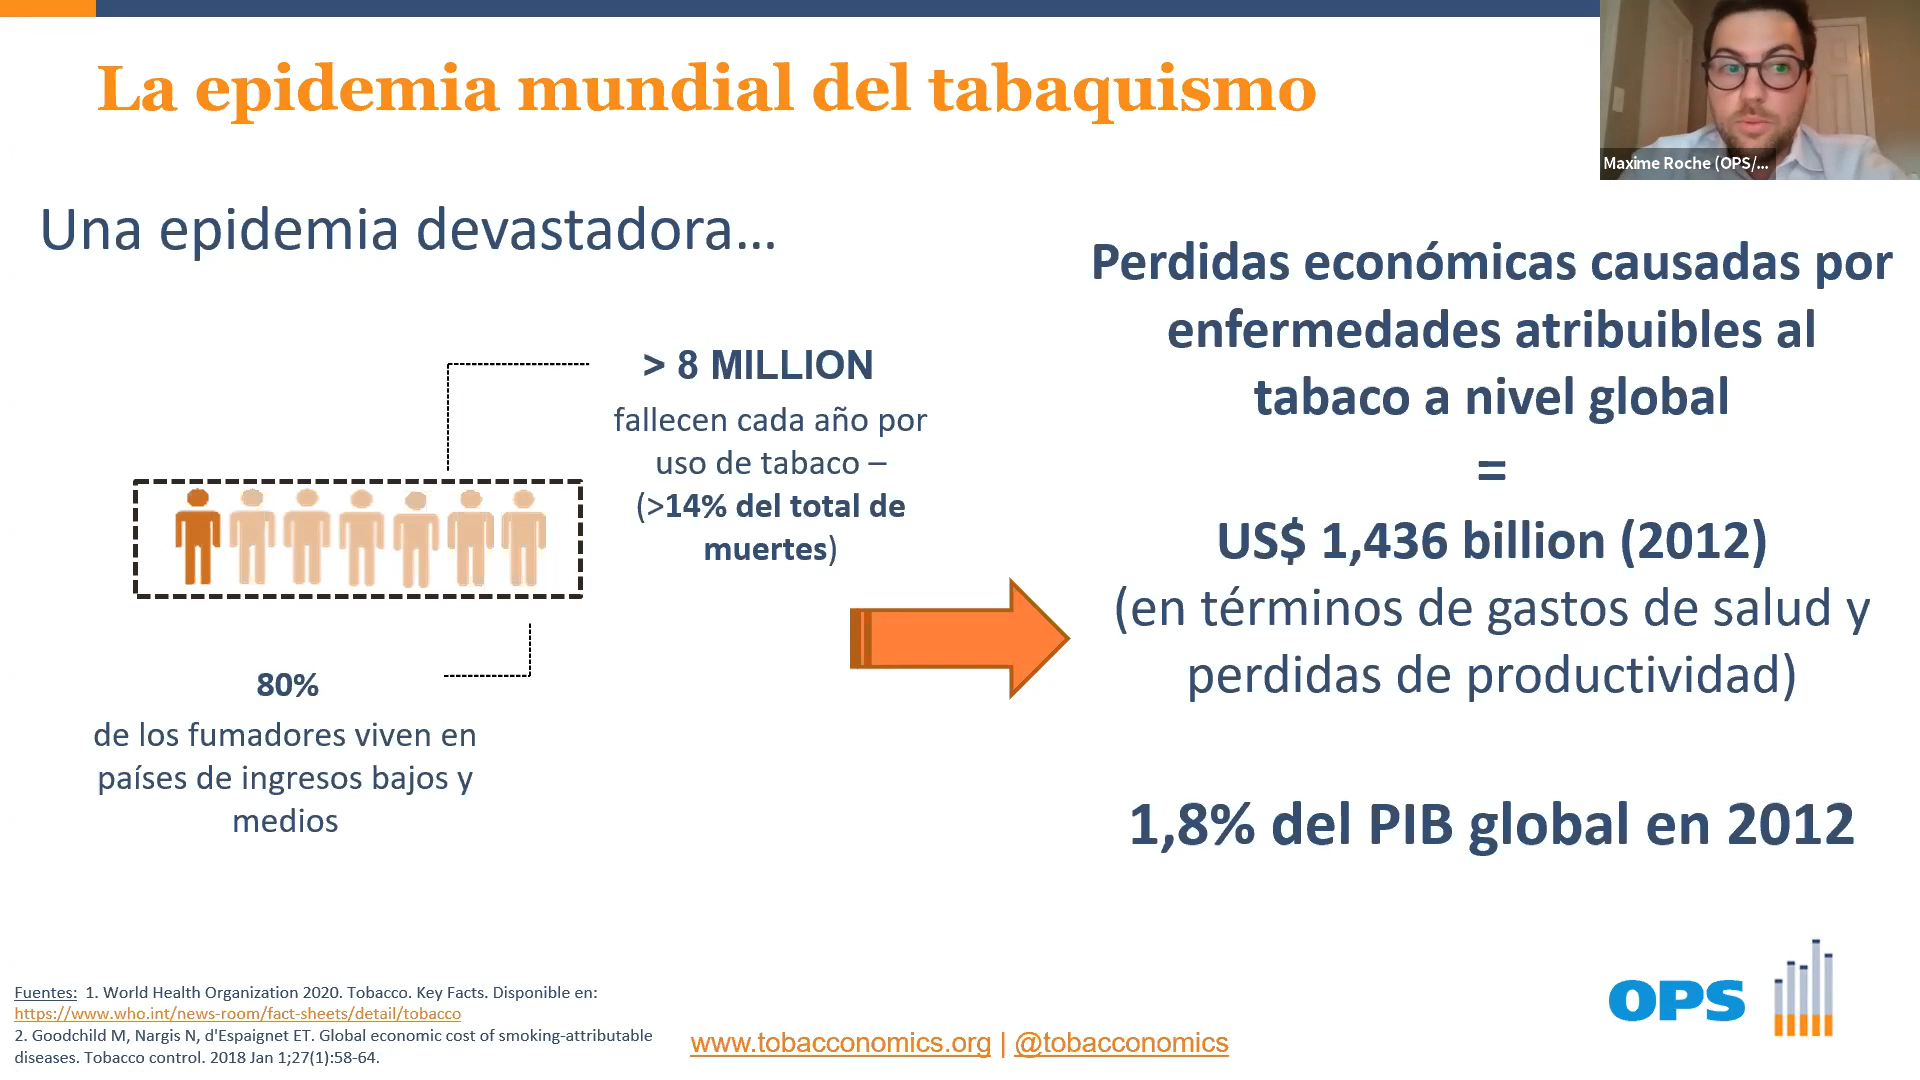 La epidemia mundial del tabaquismo
Maxime Roche (OPS/...
Una epidemia devastadora...
> 8 MILLION
fallecen cada año por
uso de tabaco –
(>14% del total de
muertes)
80%
de los fumadores viven en
países de ingresos bajos y
medios
Perdidas económicas causadas por
enfermedades atribuibles al
tabaco a nivel global
=
US$ 1,436 billion (2012)
(en términos de gastos de salud y
perdidas de productividad)
1,8% del PIB global en 2012
Fuentes: 1. World Health Organization 2020. Tobacco. Key Facts. Disponible en:
https://www.who.int/news-room/fact-sheets/detail/tobacco
2. Goodchild M, Nargis N, d'Espaignet ET. Global economic cost of smoking-attributable
diseases. Tobacco control. 2018 Jan 1;27(1):58-64.
www.tobacconomics.org | @tobacconomics
OPS